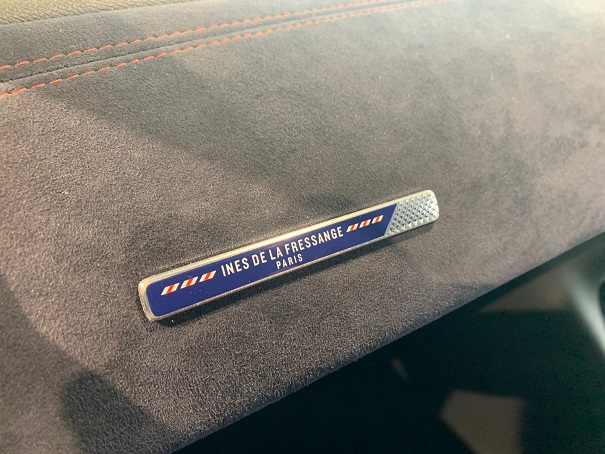 INES DE LA FRESSANGE
PARIS